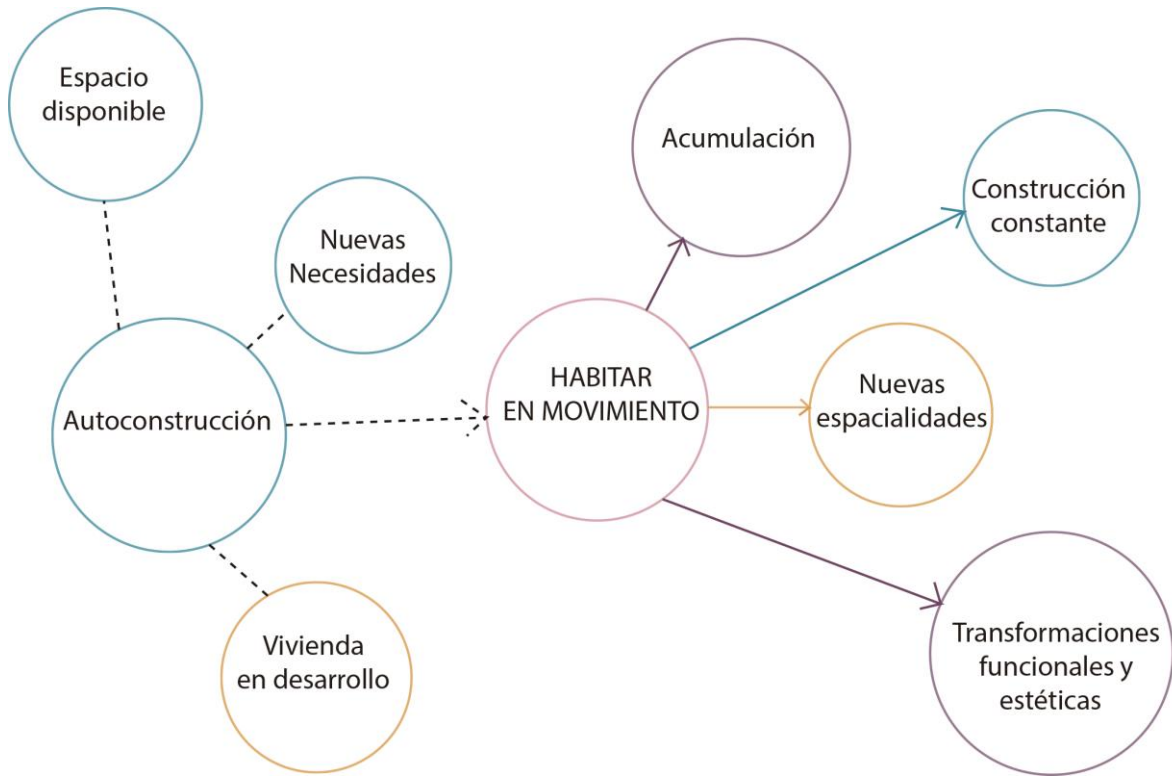 Espacio
disponible
Nuevas
Necesidades
Autoconstrucción
Vivienda
en desarrollo
HABITAR
EN MOVIMIENTO
Acumulación
Construcción
constante
Nuevas
espacialidades
Transformaciones
funcionales y
estéticas